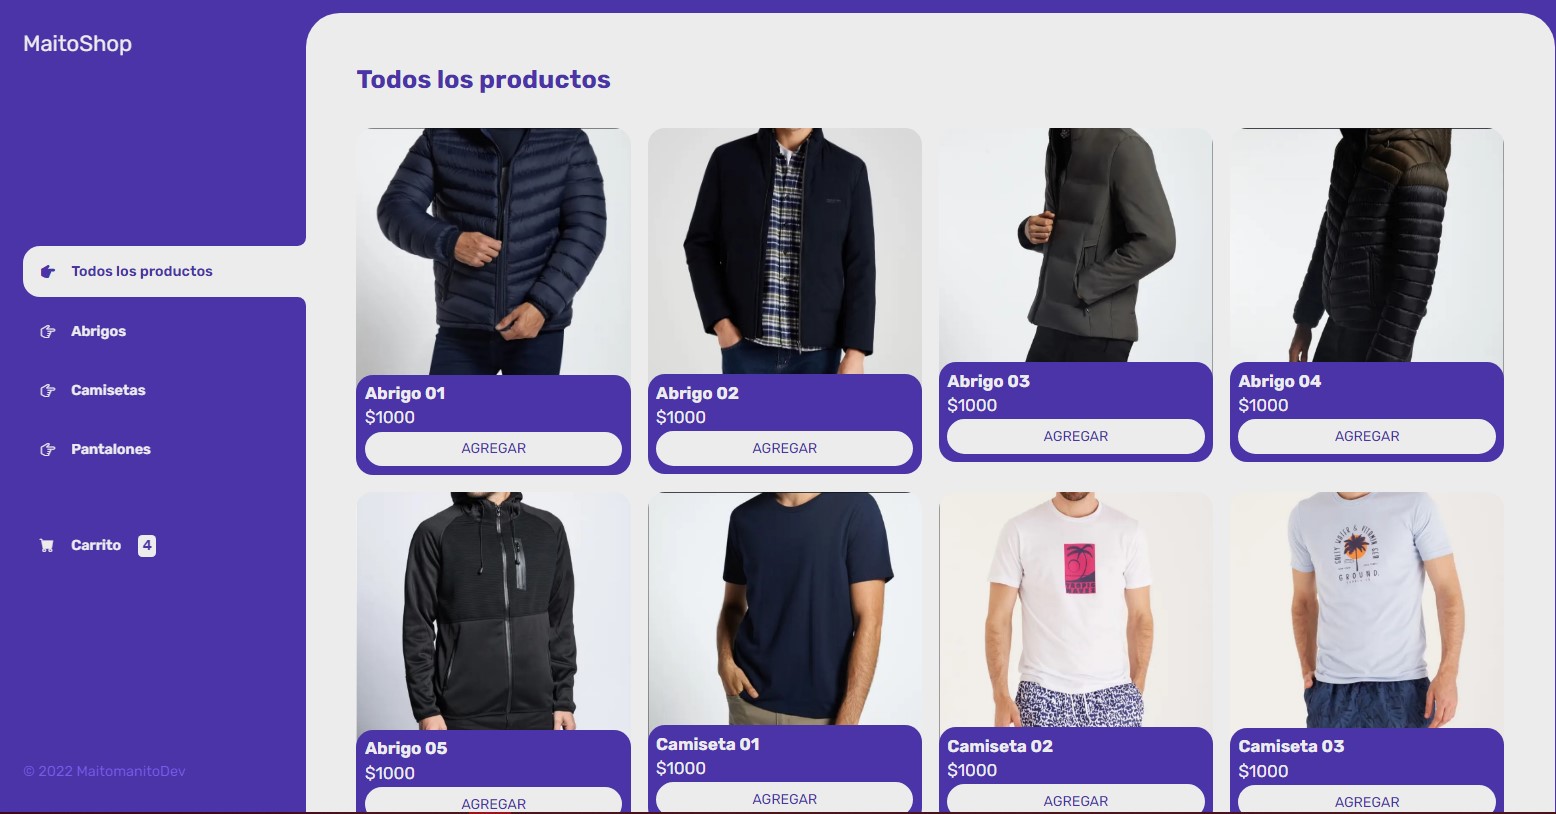 MaitoShop
Todos los productos
Abrigos
Camisetas
Pantalones
Carrito 4
© 2022 MaitomanitoDev
Todos los productos
Abrigo 01
$1000
AGREGAR
Abrigo 02
$1000
AGREGAR
Abrigo 03
$1000
AGREGAR
Abrigo 04
$1000
AGREGAR
Abrigo 05
$1000
AGREGAR
Camiseta 01
$1000
AGREGAR
Camiseta 02
$1000
AGREGAR
GROUND.
Camiseta 03
$1000
AGREGAR